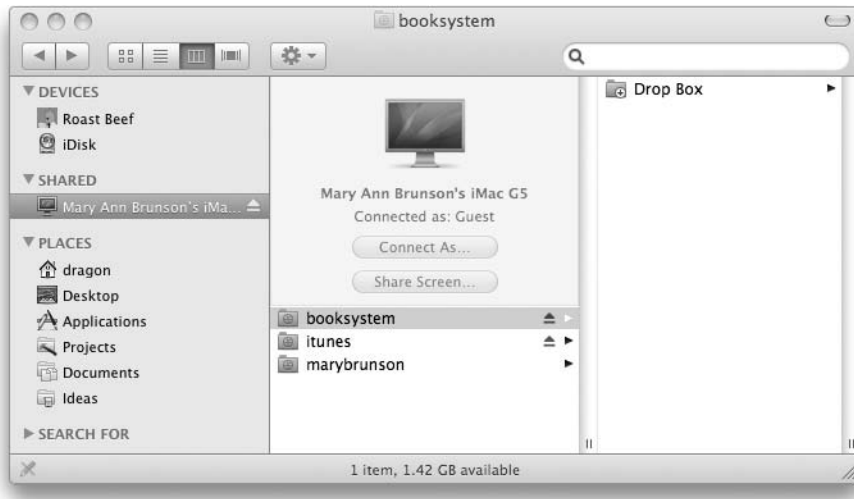 booksystem
DEVICES
Roast Beef
iDisk
SHARED
Mary Ann Brunson's iMa...
PLACES
dragon
Desktop
Applications
Projects
Documents
Ideas
SEARCH FOR
Mary Ann Brunson's iMac G5
Connected as: Guest
Connect As...
Share Screen...
booksystem
itunes
marybrunson
Drop Box
1 item, 1.42 GB available